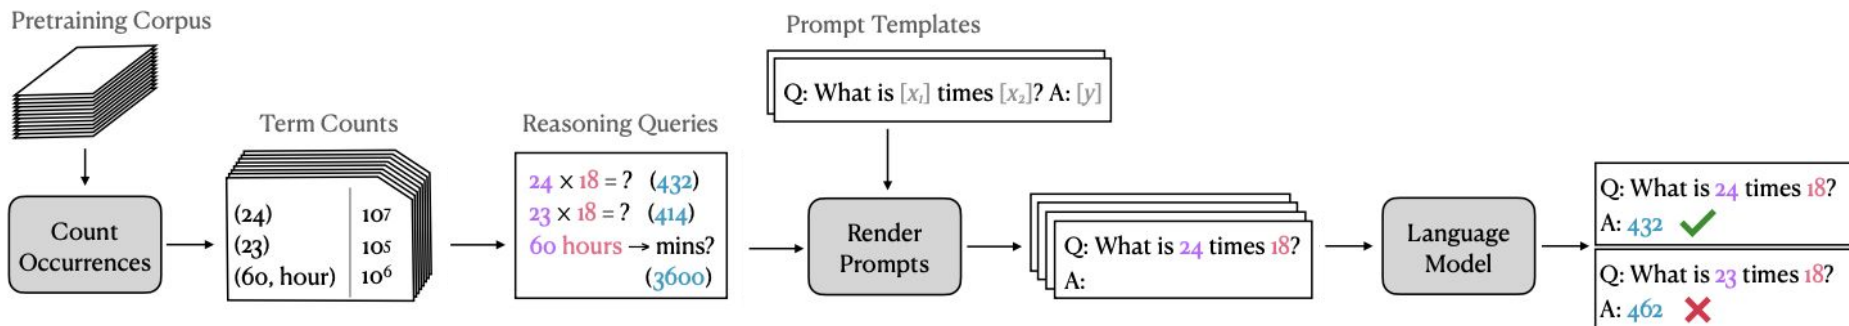 Pretraining Corpus
Count
Occurrences
Term Counts
(24) 10⁷
(23) 10⁵
(60, hour) 10⁶
Reasoning Queries
24 × 18 = ? (432)
23 × 18 = ? (414)
60 hours → mins?
(3600)
Prompt Templates
Q: What is [x₁] times [x₂]? A: [y]
Render
Prompts
Q: What is 24 times 18?
A:
Language
Model
Q: What is 24 times 18?
A: 432 ✓
Q: What is 23 times 18?
A: 462 ✗